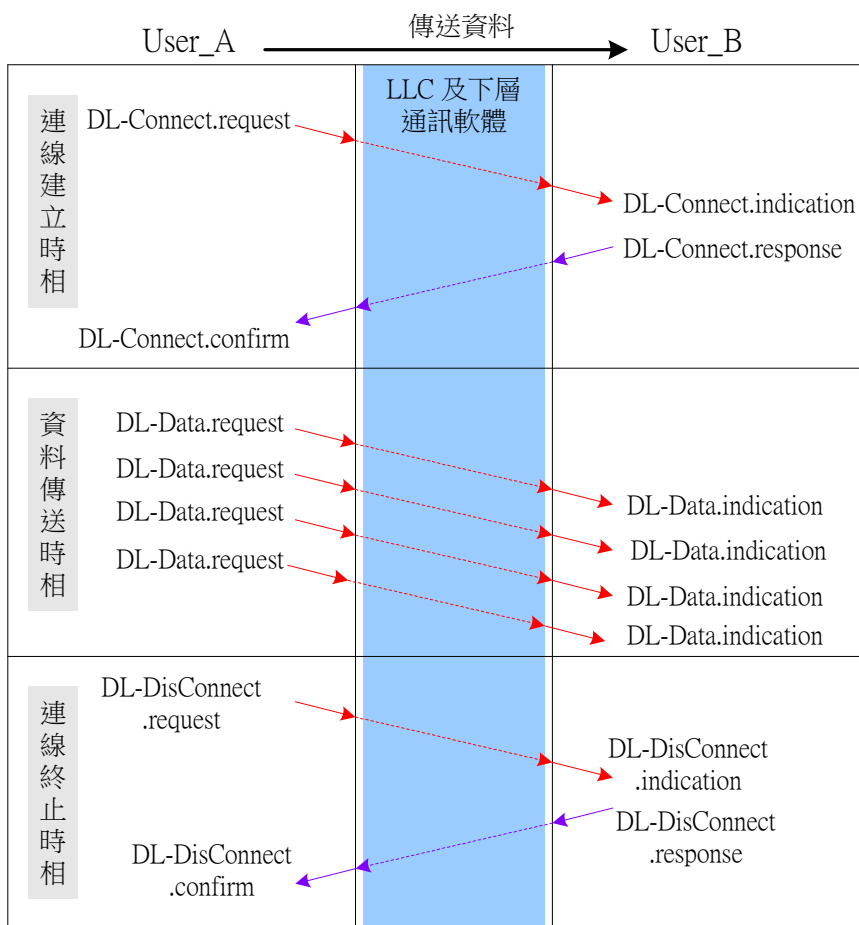 傳送資料
User_A
User_B
LLC 及下層
通訊軟體
連線建立時相
DL-Connect.request
DL-Connect.indication
DL-Connect.response
DL-Connect.confirm
資料傳送時相
DL-Data.request
DL-Data.request
DL-Data.request
DL-Data.request
DL-Data.indication
DL-Data.indication
DL-Data.indication
DL-Data.indication
連線終止時相
DL-DisConnect
.request
DL-DisConnect
.indication
DL-DisConnect
.response
DL-DisConnect
.confirm